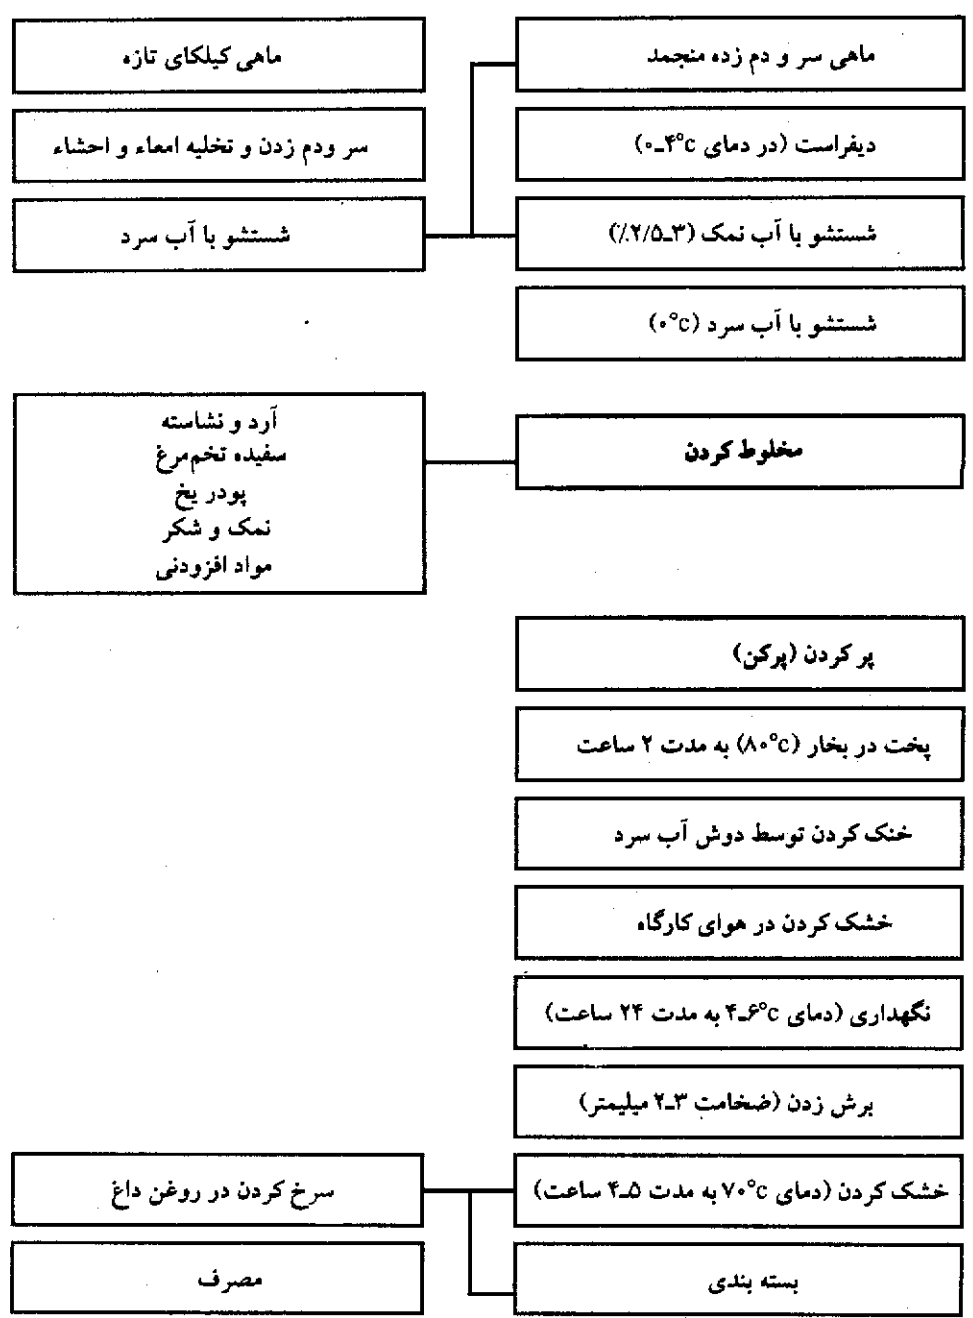 ماهی سر و دم زده منجمد
ماهی کیلکای تازه
دیفراست (در دمای ۴°c-۰)
سر ودم زدن و تخلیه امعاء و احشاء
شستشو با آب نمک (۳-۲/۵٪)
شستشو با آب سرد
شستشو با آب سرد (۰°c)
مخلوط کردن
آرد و نشاسته
سفیده تخم‌مرغ
پودر یخ
نمک و شکر
مواد افزودنی
پر کردن (پرکن)
پخت در بخار (۸۰°c) به مدت ۲ ساعت
خنک کردن توسط دوش آب سرد
خشک کردن در هوای کارگاه
نگهداری (دمای ۶°c-۴ به مدت ۲۴ ساعت)
برش زدن (ضخامت ۳-۲ میلیمتر)
خشک کردن (دمای ۷۰°c به مدت ۵-۴ ساعت)
سرخ کردن در روغن داغ
بسته بندی
مصرف